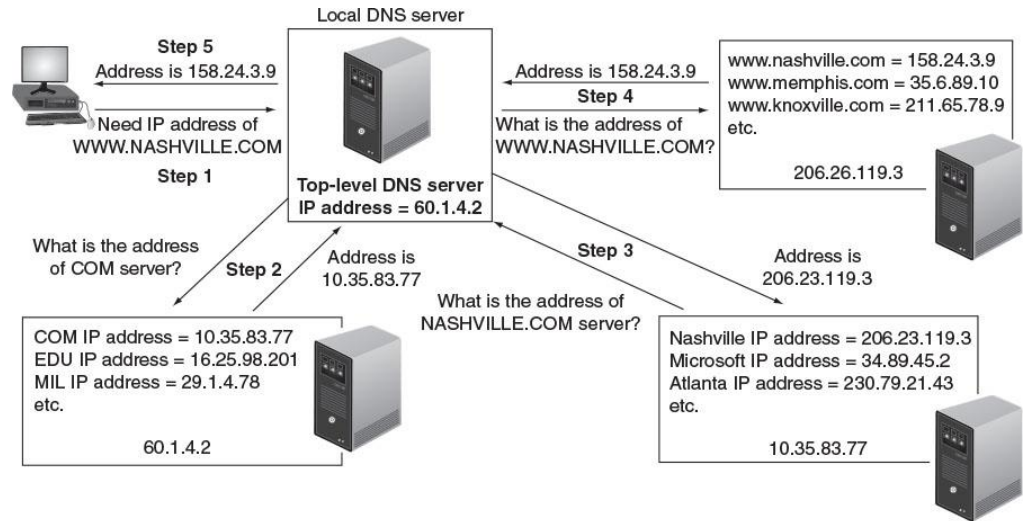 Local DNS server
Step 5
Address is 158.24.3.9
Need IP address of
WWW.NASHVILLE.COM
Step 1
Top-level DNS server
IP address = 60.1.4.2
Address is 158.24.3.9
Step 4
What is the address of
WWW.NASHVILLE.COM?
www.nashville.com = 158.24.3.9
www.memphis.com = 35.6.89.10
www.knoxville.com = 211.65.78.9
etc.
206.26.119.3
What is the address
of COM server?
Step 2
Address is
10.35.83.77
Step 3
What is the address of
NASHVILLE.COM server?
Address is
206.23.119.3
COM IP address = 10.35.83.77
EDU IP address = 16.25.98.201
MIL IP address = 29.1.4.78
etc.
60.1.4.2
Nashville IP address = 206.23.119.3
Microsoft IP address = 34.89.45.2
Atlanta IP address = 230.79.21.43
etc.
10.35.83.77